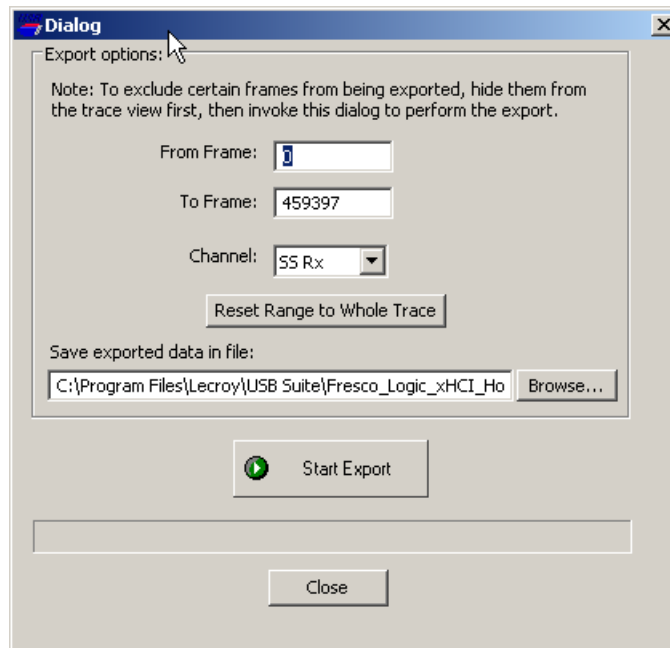 Dialog
Export options:
Note: To exclude certain frames from being exported, hide them from
the trace view first, then invoke this dialog to perform the export.
From Frame: 0
To Frame: 459397
Channel: SS Rx
Reset Range to Whole Trace
Save exported data in file:
C:\Program Files\Lecroy\USB Suite\Fresco_Logic_xHCI_Ho Browse...
Start Export
Close